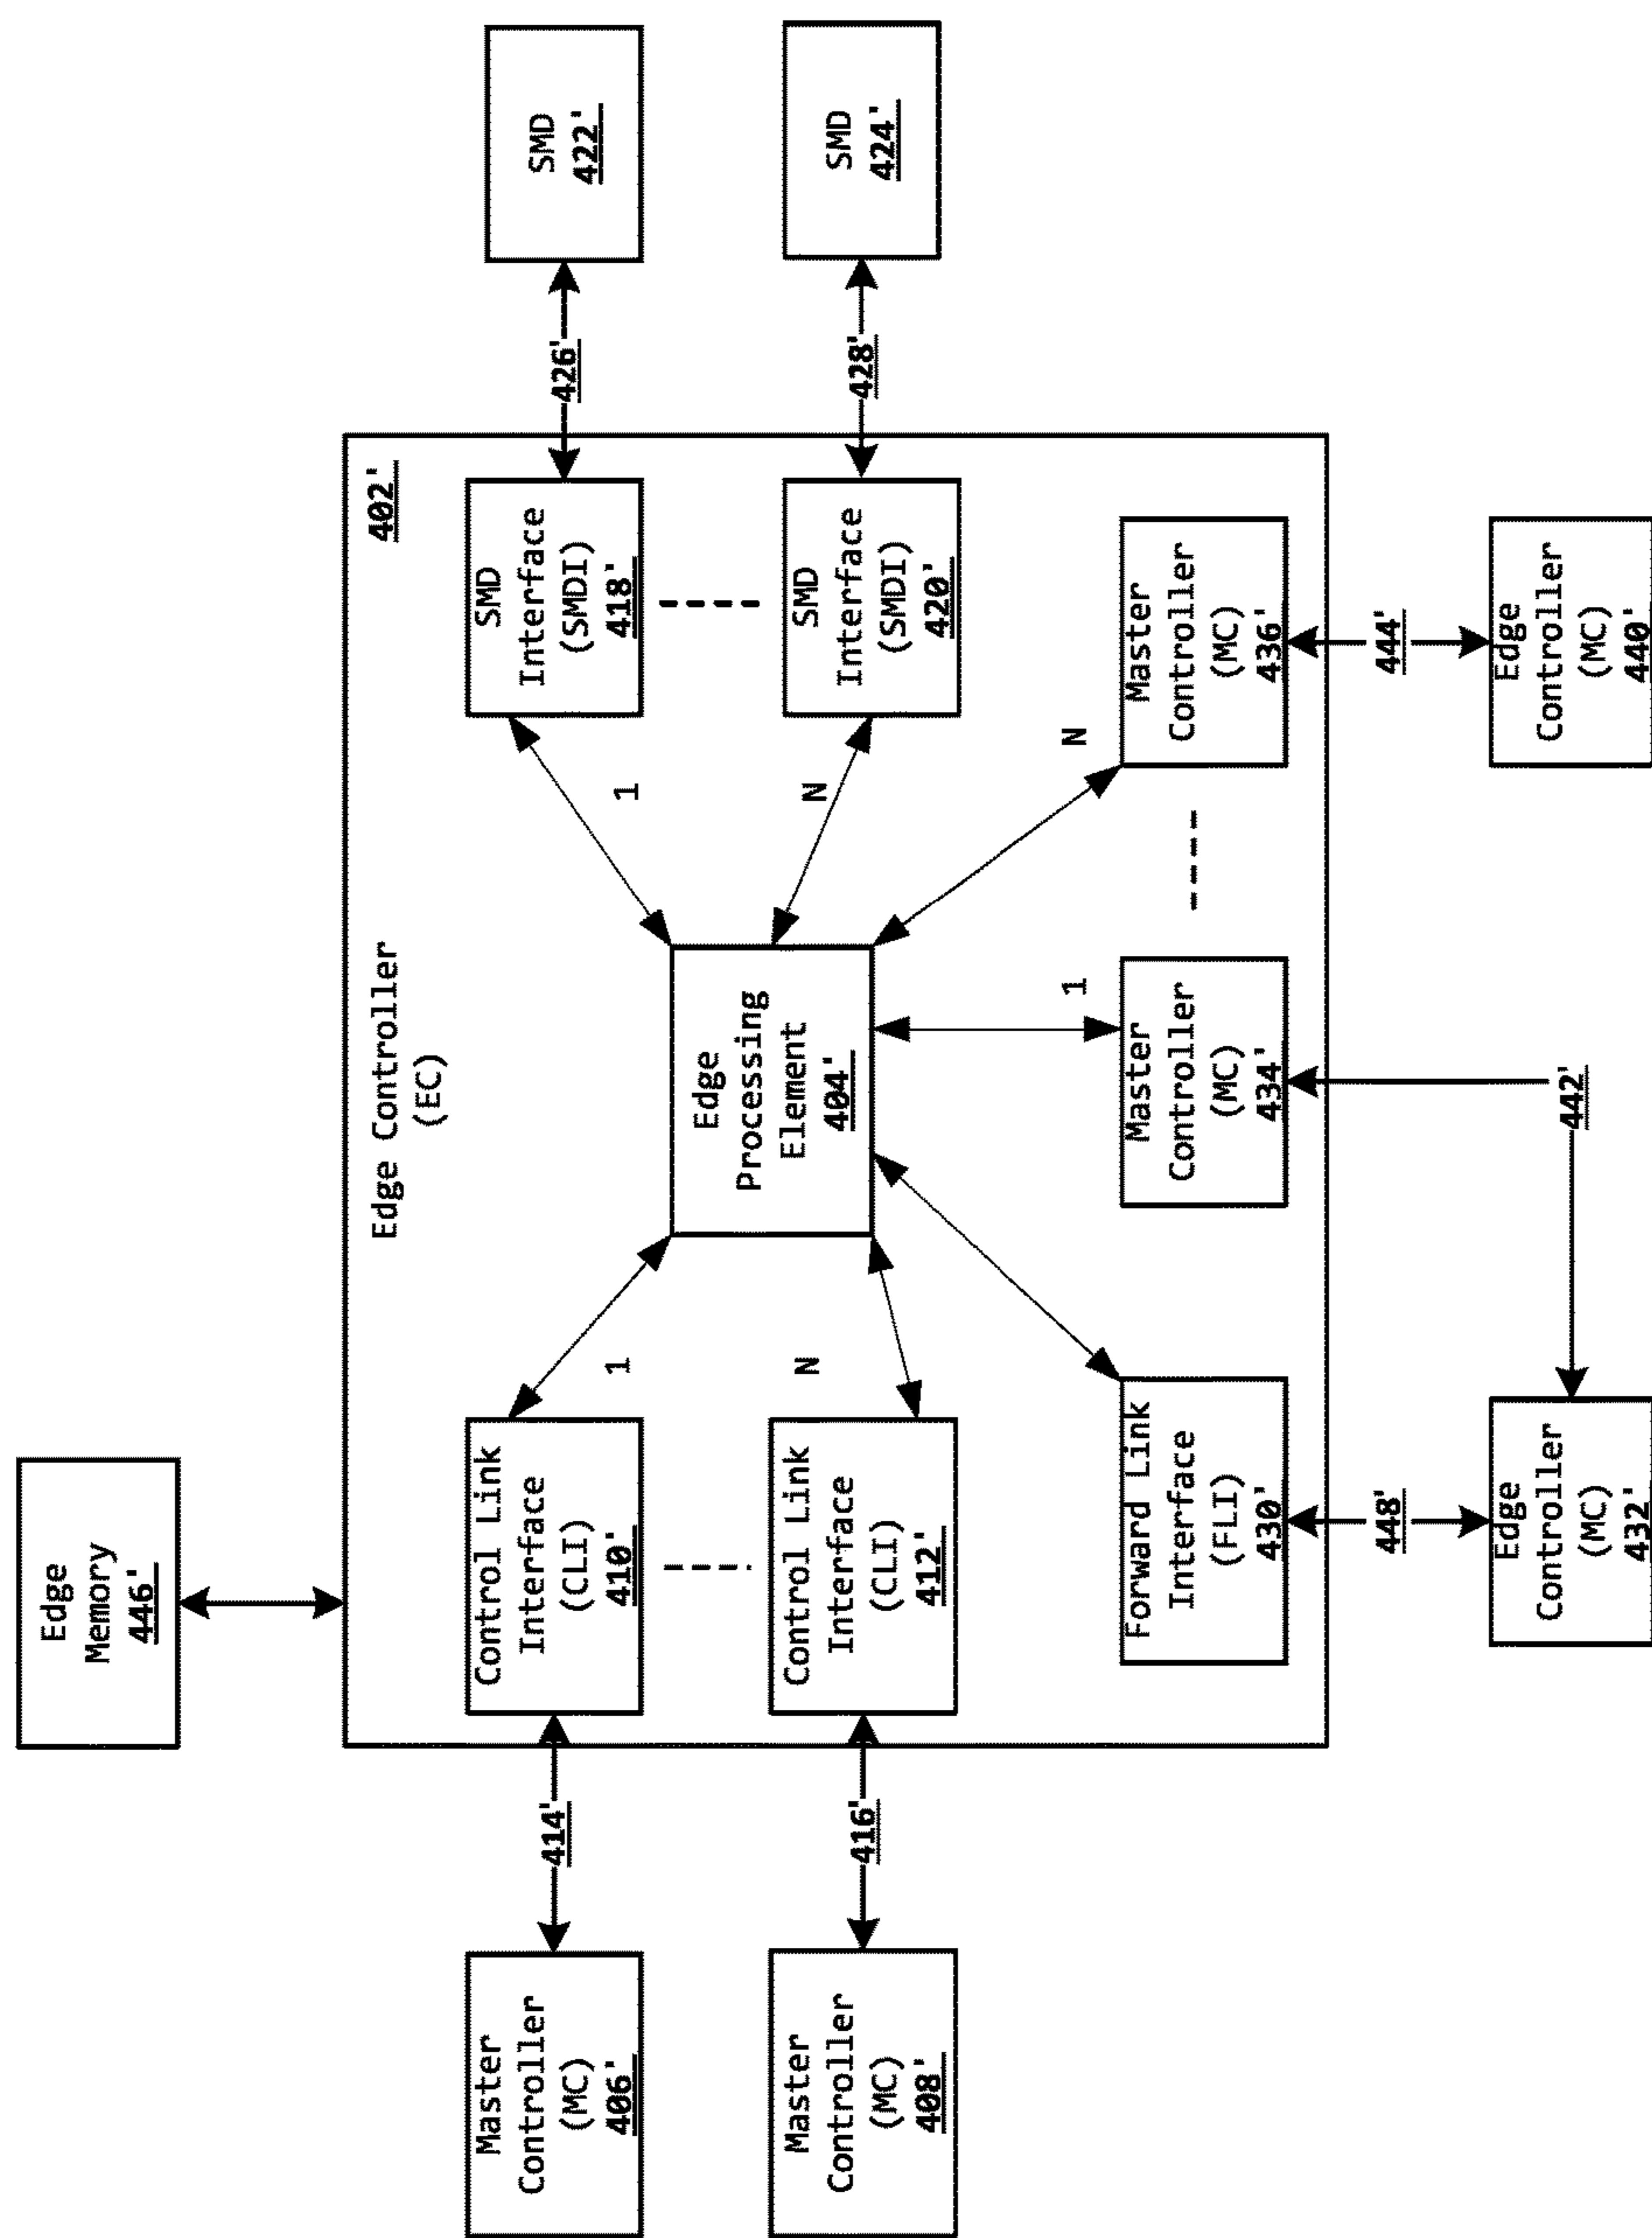 Edge
Memory
446'
Edge Controller
(EC)
402'
Master
Controller
(MC)
406'
414'
Control Link
Interface
(CLI)
410'
1
SMD
Interface
(SMDI)
418'
1
426'
SMD
422'
Edge
Processing
Element
404'
Master
Controller
(MC)
408'
416'
Control Link
Interface
(CLI)
412'
N
SMD
Interface
(SMDI)
420'
N
428'
SMD
424'
Forward Link
Interface
(FLI)
430'
Master
Controller
(MC)
434'
1
Master
Controller
(MC)
436'
N
448'
442'
444'
Edge
Controller
(MC)
432'
Edge
Controller
(MC)
440'